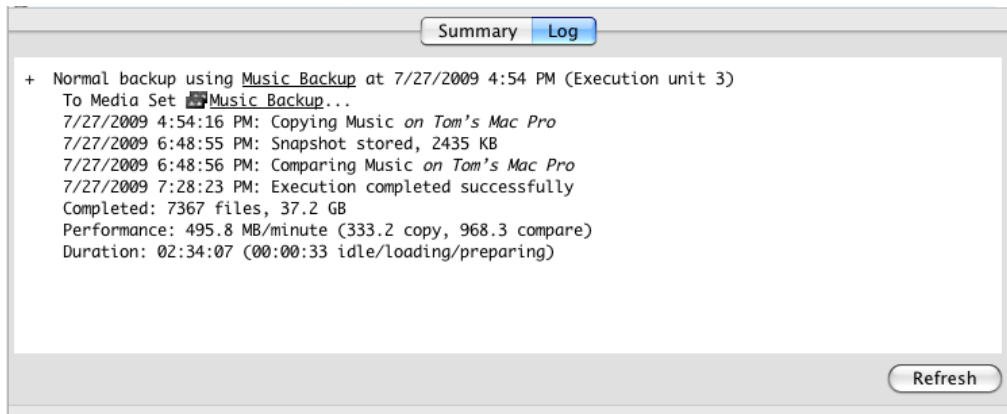 Summary Log
+ Normal backup using Music Backup at 7/27/2009 4:54 PM (Execution unit 3)
To Media Set Music Backup...
7/27/2009 4:54:16 PM: Copying Music on Tom's Mac Pro
7/27/2009 6:48:55 PM: Snapshot stored, 2435 KB
7/27/2009 6:48:56 PM: Comparing Music on Tom's Mac Pro
7/27/2009 7:28:23 PM: Execution completed successfully
Completed: 7367 files, 37.2 GB
Performance: 495.8 MB/minute (333.2 copy, 968.3 compare)
Duration: 02:34:07 (00:00:33 idle/loading/preparing)
Refresh